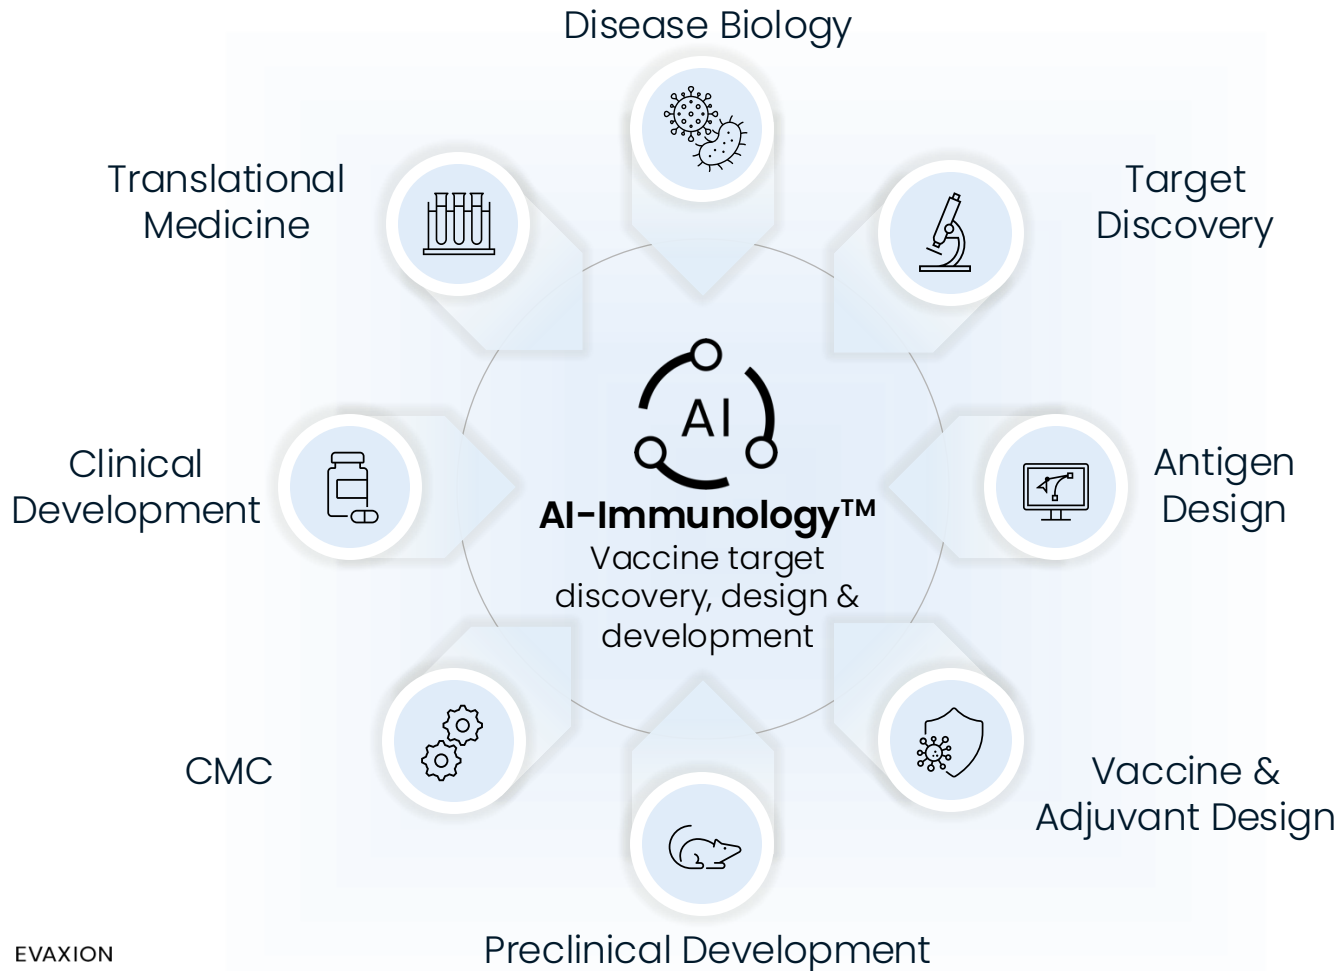 Disease Biology
Target
Discovery
Antigen
Design
Vaccine &
Adjuvant Design
Preclinical Development
CMC
Clinical
Development
Translational
Medicine
AI
AI-Immunology™
Vaccine target
discovery, design &
development
EVAXION